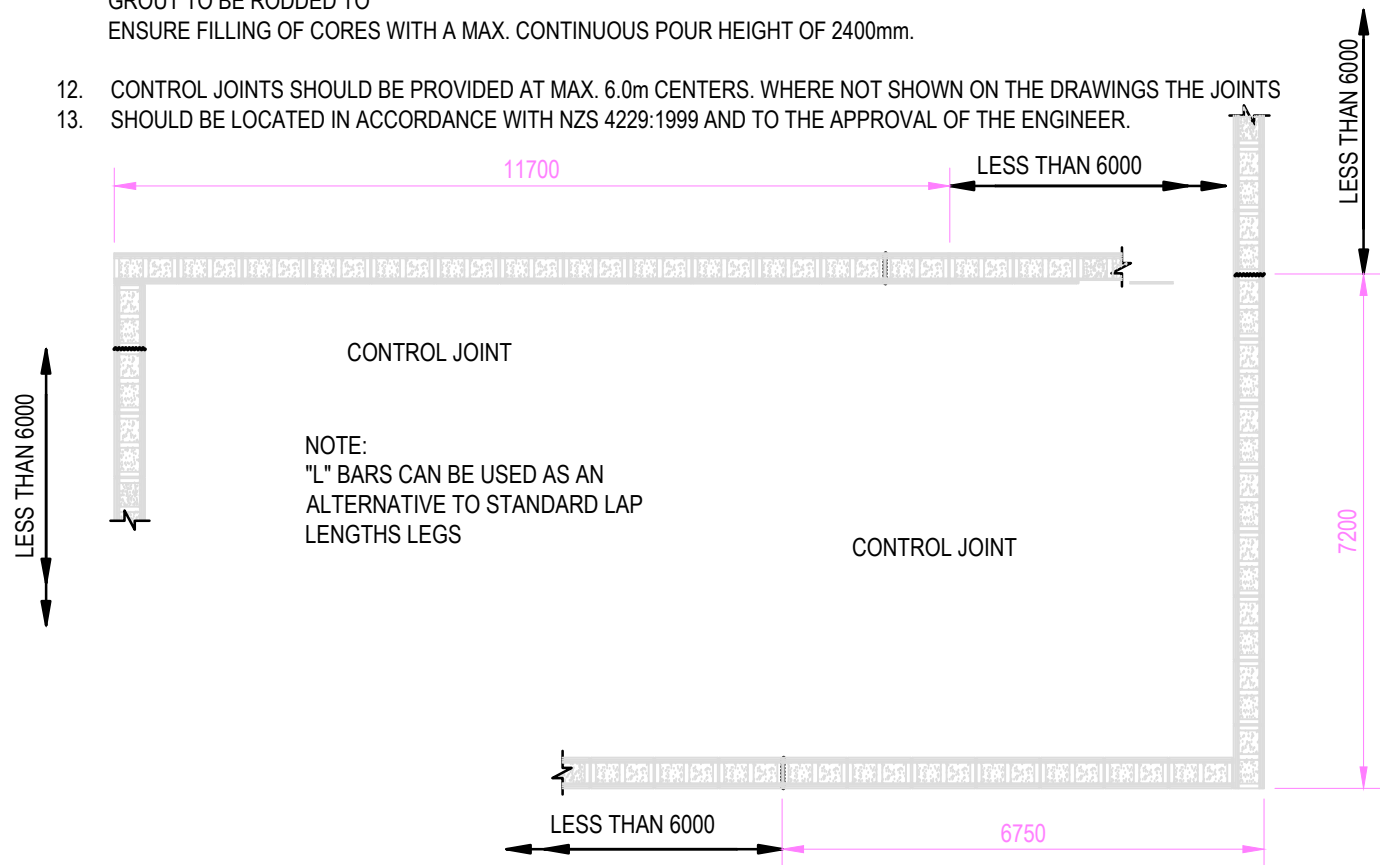 GROUT TO BE RODDED TO
ENSURE FILLING OF CORES WITH A MAX. CONTINUOUS POUR HEIGHT OF 2400mm.
12. CONTROL JOINTS SHOULD BE PROVIDED AT MAX. 6.0m CENTERS. WHERE NOT SHOWN ON THE DRAWINGS THE JOINTS
13. SHOULD BE LOCATED IN ACCORDANCE WITH NZS 4229:1999 AND TO THE APPROVAL OF THE ENGINEER.
LESS THAN 6000
11700
LESS THAN 6000
CONTROL JOINT
LESS THAN 6000
NOTE:
"L" BARS CAN BE USED AS AN
ALTERNATIVE TO STANDARD LAP
LENGTHS LEGS
CONTROL JOINT
7200
LESS THAN 6000
6750